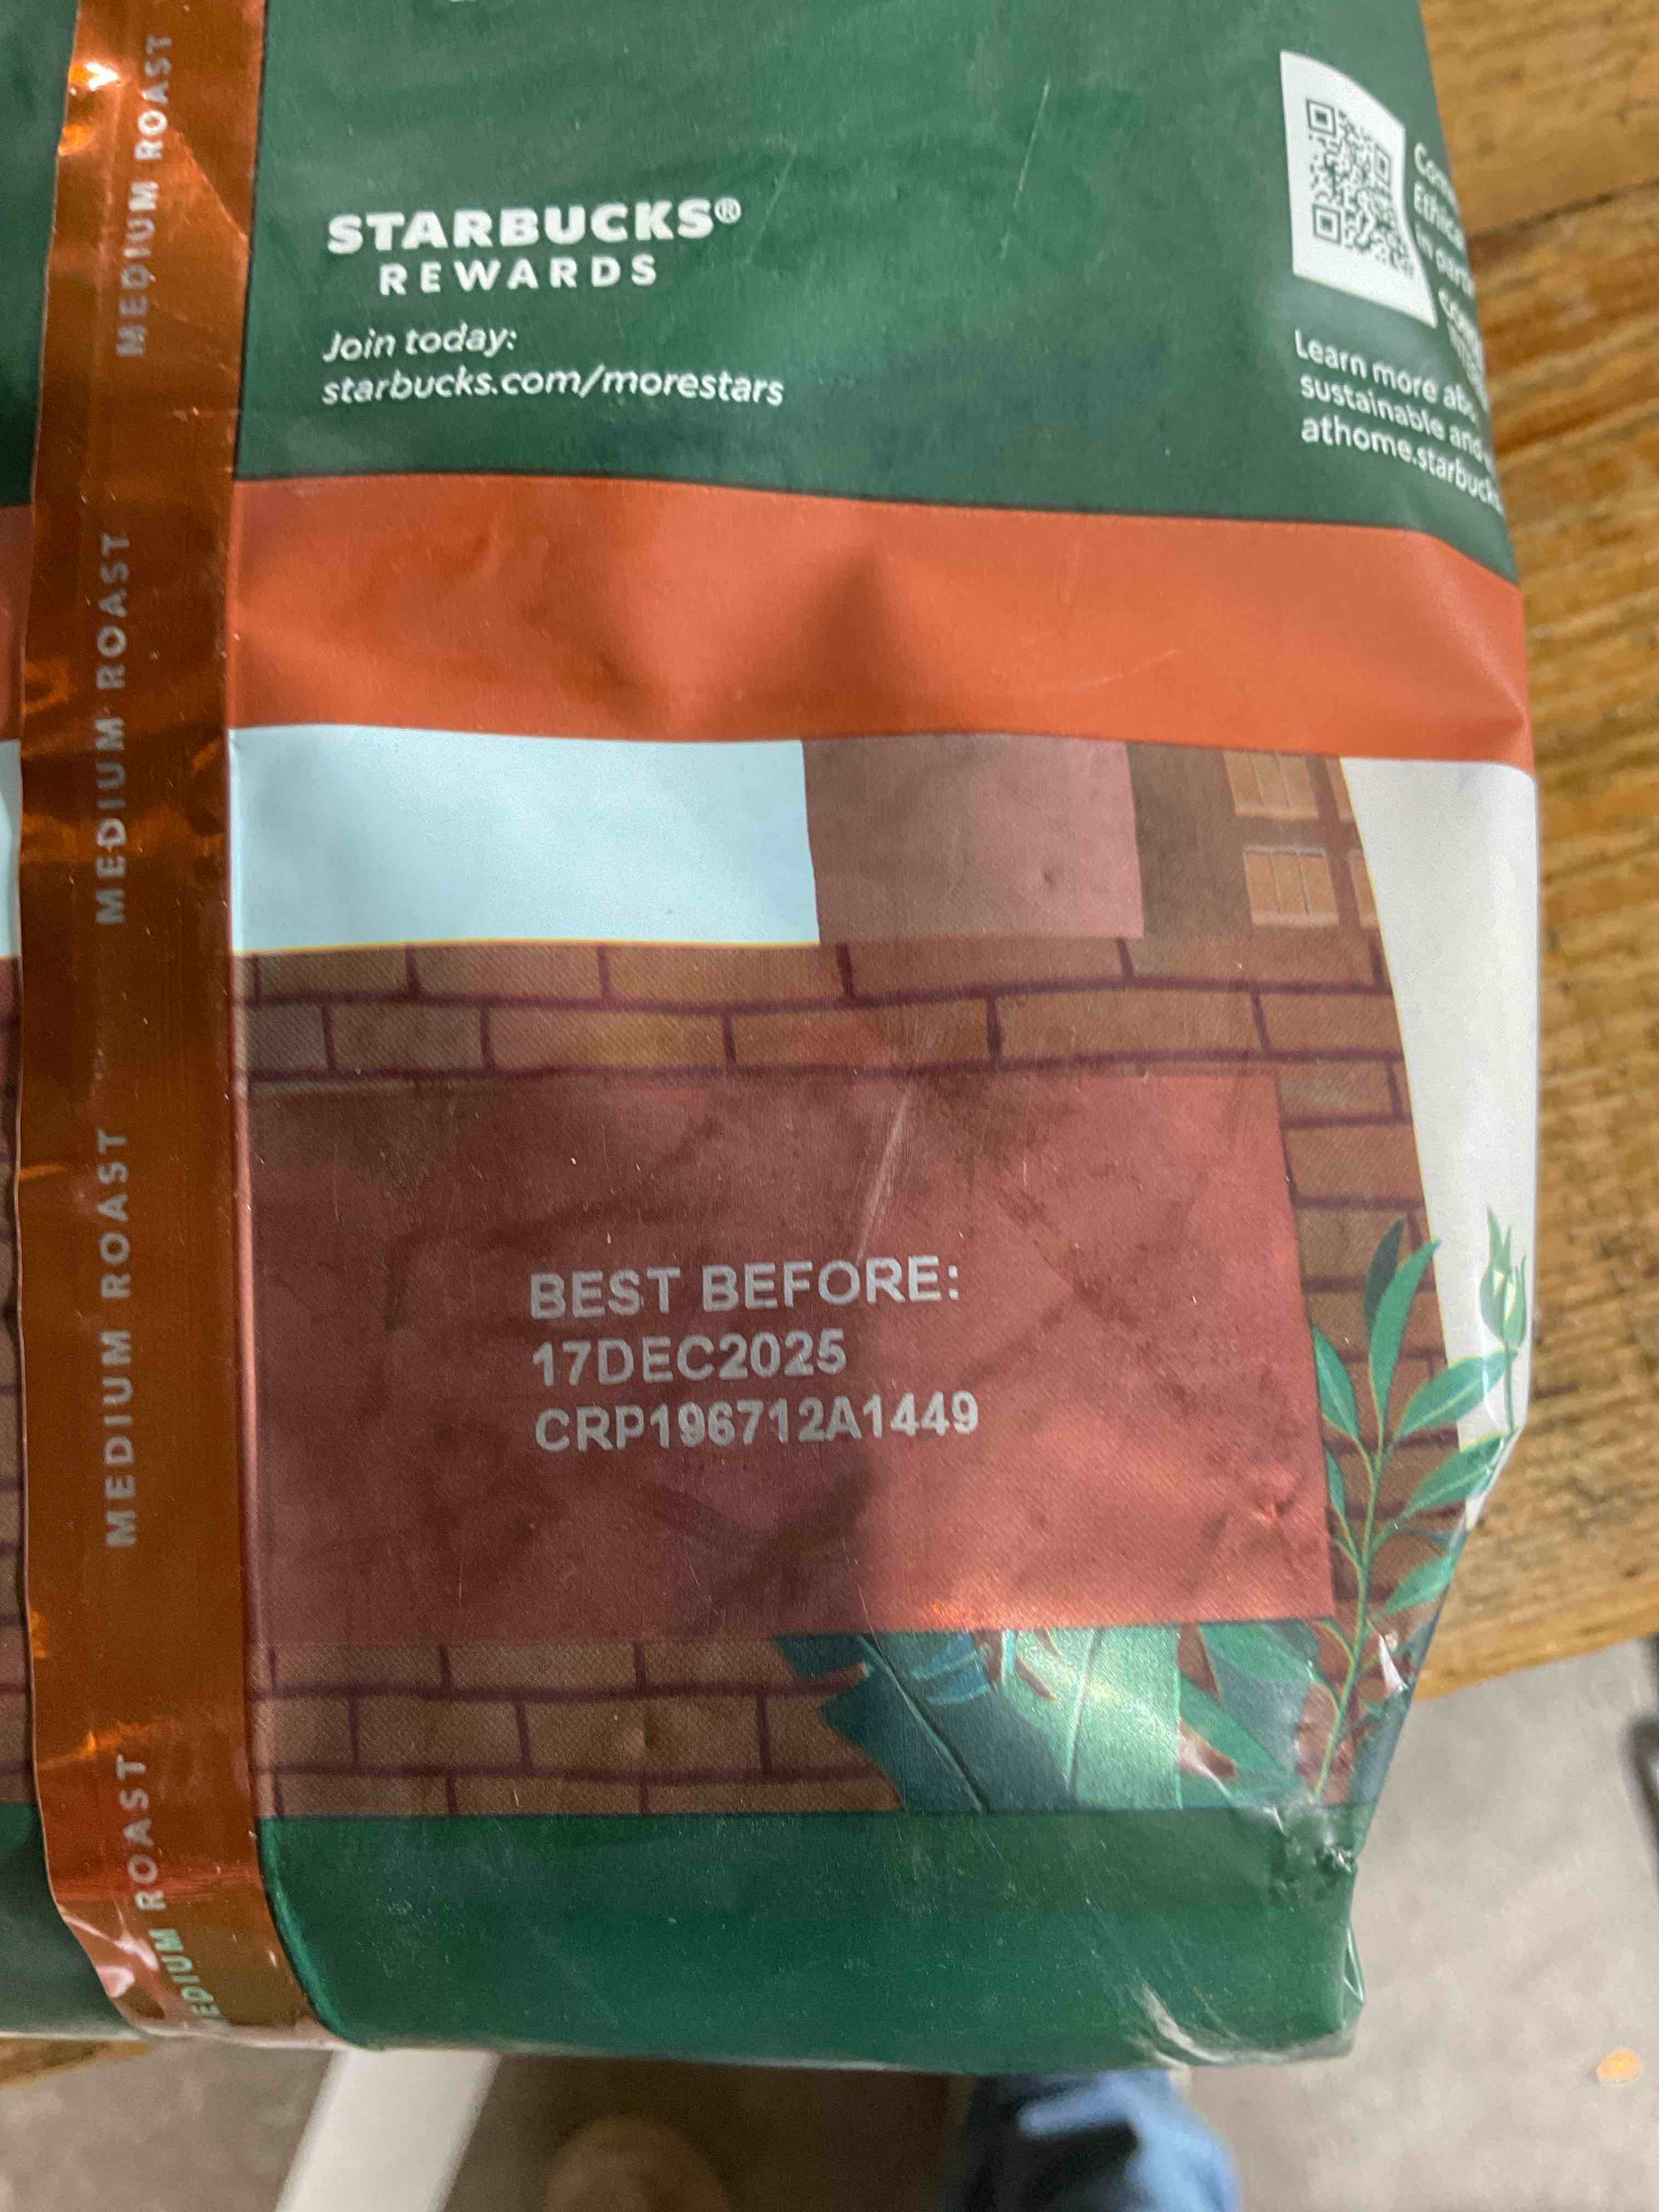 STARBUCKS®
REWARDS
Join today:
starbucks.com/morestars
Learn more
sustainable and
athome.starbucks
BEST BEFORE:
17DEC2025
CRP196712A1449
MEDIUM ROAST
MEDIUM ROAST
MEDIUM ROAST
MEDIUM ROAST